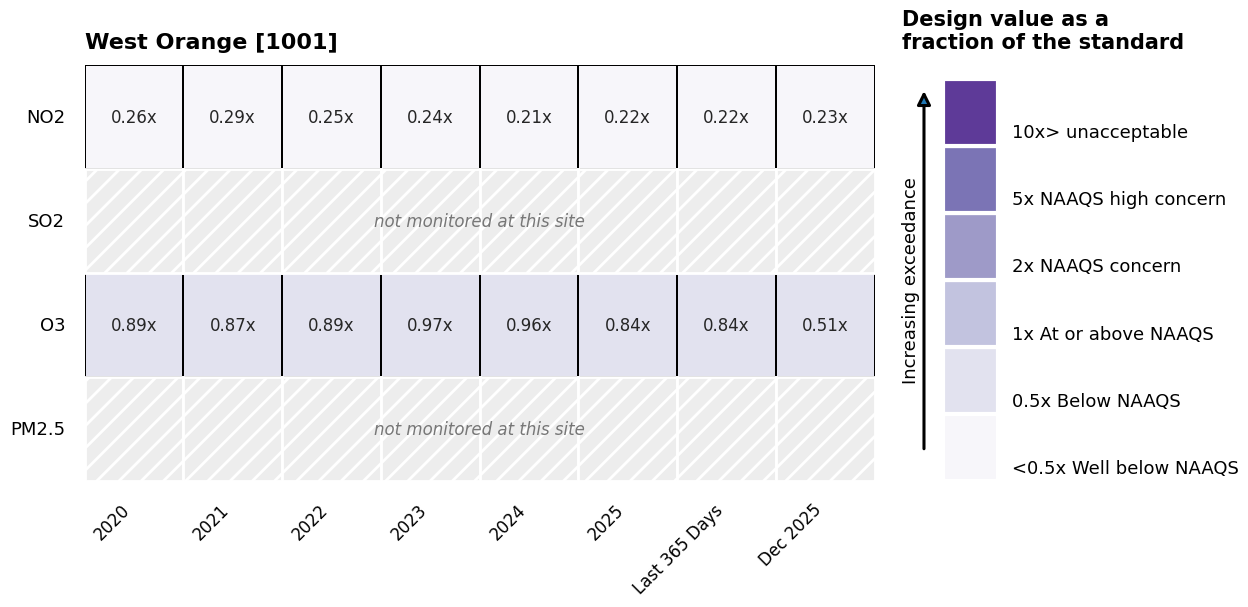 West Orange [1001]
Design value as a
fraction of the standard
NO2 0.26x 0.29x 0.25x 0.24x 0.21x 0.22x 0.22x 0.23x
SO2 not monitored at this site
O3 0.89x 0.87x 0.89x 0.97x 0.96x 0.84x 0.84x 0.51x
PM2.5 not monitored at this site
2020 2021 2022 2023 2024 2025 Last 365 Days Dec 2025
Increasing exceedance
10x> unacceptable
5x NAAQS high concern
2x NAAQS concern
1x At or above NAAQS
0.5x Below NAAQS
<0.5x Well below NAAQS